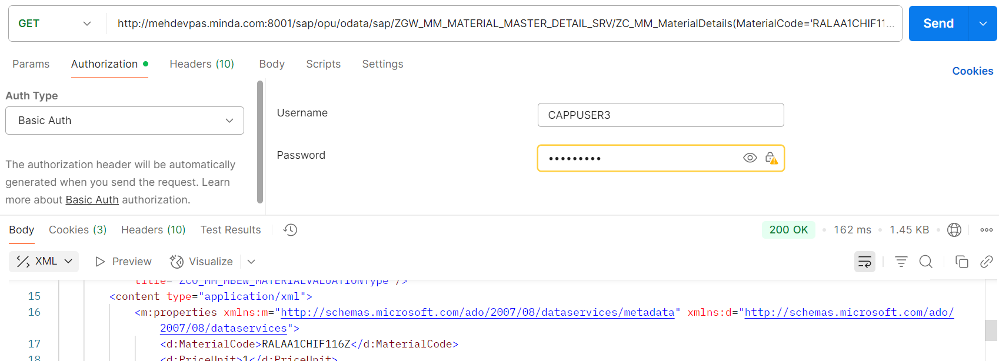 GET http://mehdevpas.minda.com:8001/sap/opu/odata/sap/ZGW_MM_MATERIAL_MASTER_DETAIL_SRV/ZC_MM_MaterialDetails(MaterialCode='RALAA1CHIF11... Send
Params Authorization Headers (10) Body Scripts Settings
Cookies
Auth Type
Basic Auth
The authorization header will be automatically
generated when you send the request. Learn
more about Basic Auth authorization.
Username CAPPUSER3
Password •••••••••
Body Cookies (3) Headers (10) Test Results 200 OK • 162 ms • 1.45 KB
XML Preview Visualize
title="ZCO_MM_MBEW_MATERIALVALUATIONType"/>
15 <content type="application/xml">
16 <m:properties xmlns:m="http://schemas.microsoft.com/ado/2007/08/dataservices/metadata" xmlns:d="http://schemas.microsoft.com/ado/
2007/08/dataservices">
17 <d:MaterialCode>RALAA1CHIF116Z</d:MaterialCode>
18 <d:PriceUnit>1</d:PriceUnit>